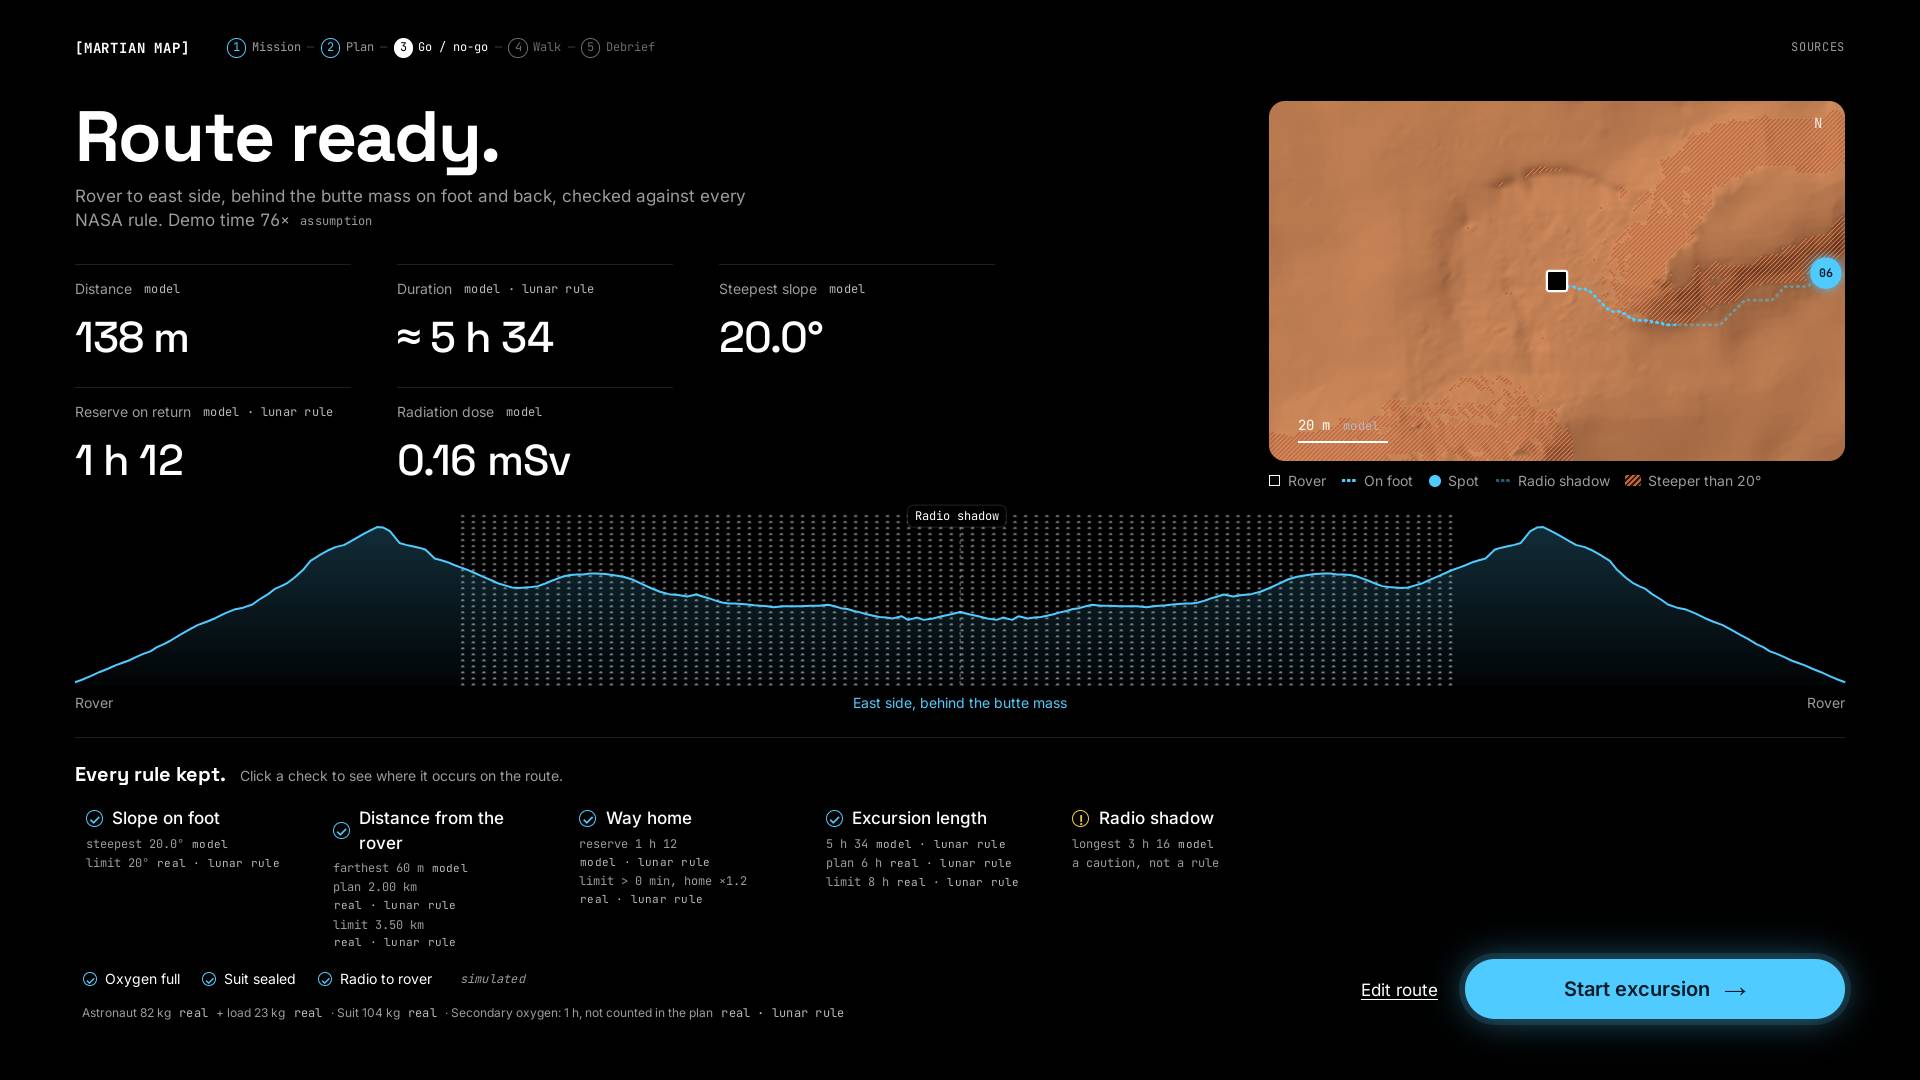 [MARTIAN MAP] 1 Mission — 2 Plan — 3 Go / no-go — 4 Walk — 5 Debrief SOURCES
Route ready.
Rover to east side, behind the butte mass on foot and back, checked against every
NASA rule. Demo time 76× assumption
Distance model
138 m
Duration model · lunar rule
≈ 5 h 34
Steepest slope model
20.0°
Reserve on return model · lunar rule
1 h 12
Radiation dose model
0.16 mSv
N
06
20 m model
Rover On foot Spot Radio shadow Steeper than 20°
Radio shadow
Rover East side, behind the butte mass Rover
Every rule kept. Click a check to see where it occurs on the route.
Slope on foot
steepest 20.0° model
limit 20° real · lunar rule
Distance from the
rover
farthest 60 m model
plan 2.00 km
real · lunar rule
limit 3.50 km
real · lunar rule
Way home
reserve 1 h 12
model · lunar rule
limit > 0 min, home ×1.2
real · lunar rule
Excursion length
5 h 34 model · lunar rule
plan 6 h real · lunar rule
limit 8 h real · lunar rule
Radio shadow
longest 3 h 16 model
a caution, not a rule
Oxygen full Suit sealed Radio to rover simulated
Astronaut 82 kg real + load 23 kg real · Suit 104 kg real · Secondary oxygen: 1 h, not counted in the plan real · lunar rule
Edit route
Start excursion →